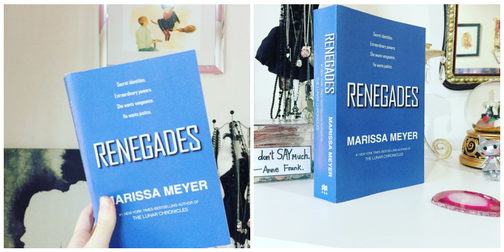 Secret identities.
Extraordinary powers.
She wants vengeance.
He wants justice.
RENEGADES
MARISSA MEYER
#1 NEW YORK TIMES-BESTSELLING AUTHOR OF
THE LUNAR CHRONICLES
Secret identities.
Extraordinary powers.
She wants vengeance.
He wants justice.
RENEGADES
MARISSA MEYER
#1 NEW YORK TIMES-BESTSELLING AUTHOR OF
THE LUNAR CHRONICLES
RENEGADES
MARISSA MEYER
don't SAY much.
- Anne Frank.